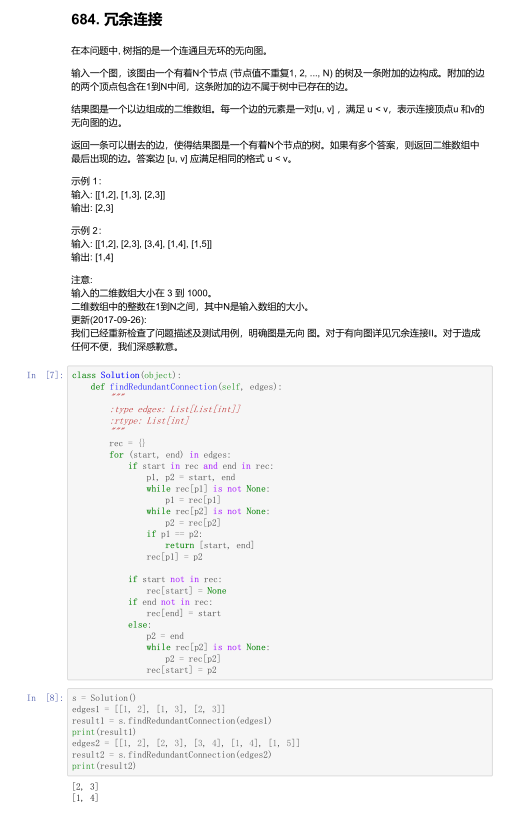 684. 冗余连接
在本问题中, 树指的是一个连通且无环的无向图。
输入一个图，该图由一个有着N个节点 (节点值不重复1, 2, ..., N) 的树及一条附加的边构成。附加的边
的两个顶点包含在1到N中间，这条附加的边不属于树中已存在的边。
结果图是一个以边组成的二维数组。每一个边的元素是一对[u, v] ，满足 u < v，表示连接顶点u 和v的
无向图的边。
返回一条可以删去的边，使得结果图是一个有着N个节点的树。如果有多个答案，则返回二维数组中
最后出现的边。答案边 [u, v] 应满足相同的格式 u < v。
示例 1：
输入: [[1,2], [1,3], [2,3]]
输出: [2,3]
示例 2：
输入: [[1,2], [2,3], [3,4], [1,4], [1,5]]
输出: [1,4]
注意:
输入的二维数组大小在 3 到 1000。
二维数组中的整数在1到N之间，其中N是输入数组的大小。
更新(2017-09-26):
我们已经重新检查了问题描述及测试用例，明确图是无向 图。对于有向图详见冗余连接II。对于造成
任何不便，我们深感歉意。
In [7]: class Solution(object):
def findRedundantConnection(self, edges):
"""
:type edges: List[List[int]]
:rtype: List[int]
"""
rec = {}
for (start, end) in edges:
if start in rec and end in rec:
p1, p2 = start, end
while rec[p1] is not None:
p1 = rec[p1]
while rec[p2] is not None:
p2 = rec[p2]
if p1 == p2:
return [start, end]
rec[p1] = p2
if start not in rec:
rec[start] = None
if end not in rec:
rec[end] = start
else:
p2 = end
while rec[p2] is not None:
p2 = rec[p2]
rec[start] = p2
In [8]: s = Solution()
edges1 = [[1, 2], [1, 3], [2, 3]]
result1 = s.findRedundantConnection(edges1)
print(result1)
edges2 = [[1, 2], [2, 3], [3, 4], [1, 4], [1, 5]]
result2 = s.findRedundantConnection(edges2)
print(result2)
[2, 3]
[1, 4]